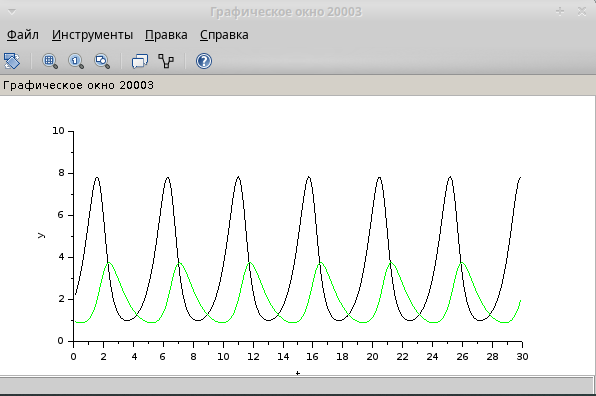 Графическое окно 20003
Файл Инструменты Правка Справка
Графическое окно 20003
10
8
6
y
4
2
0
0 2 4 6 8 10 12 14 16 18 20 22 24 26 28 30
t